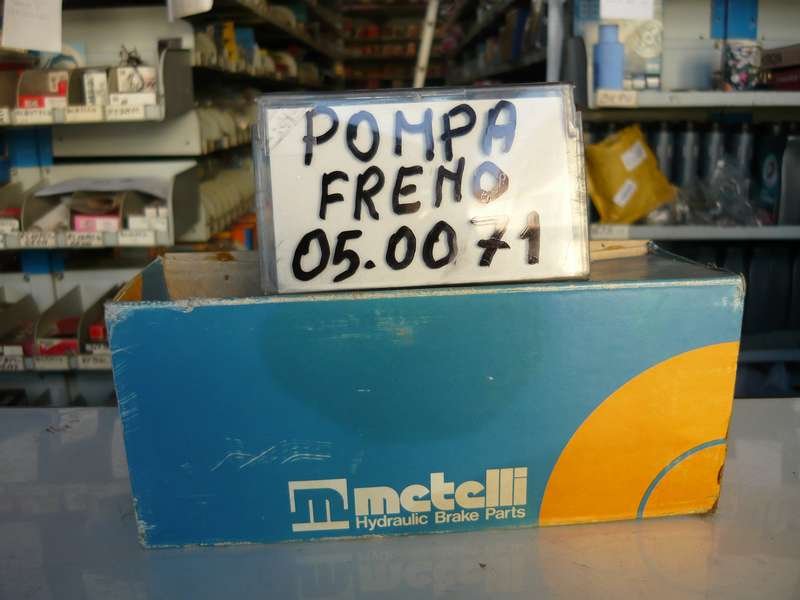 POMPA
FRENO
05.0071
metelli
Hydraulic Brake Parts